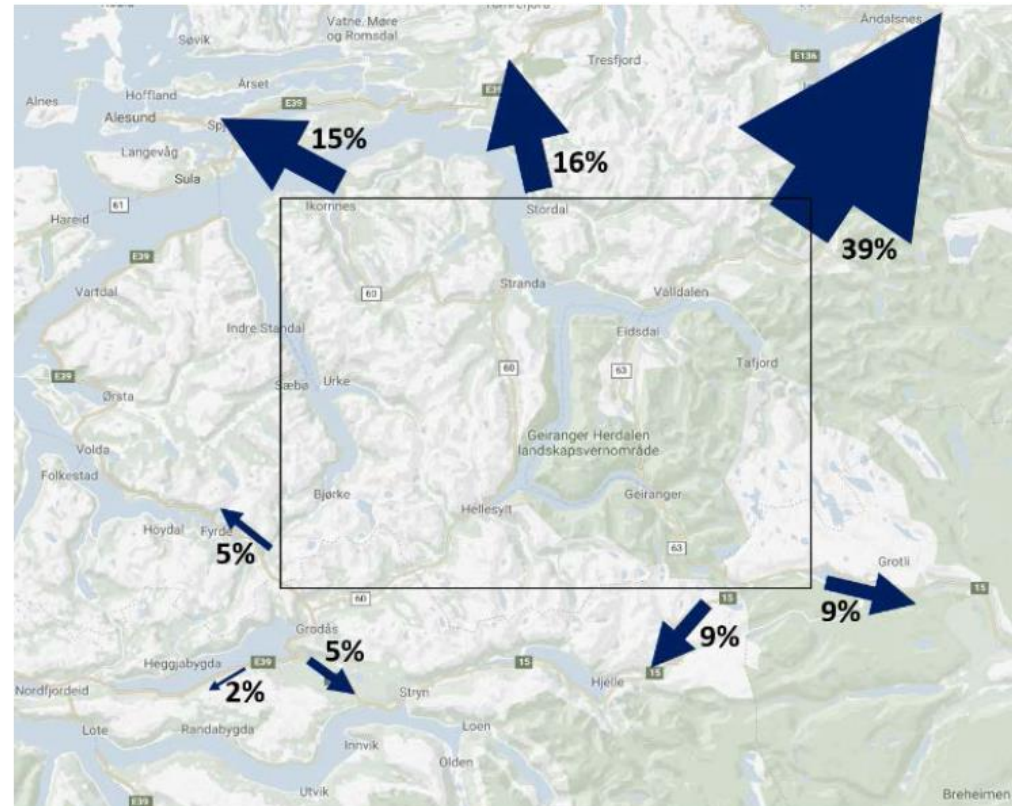 Vatne, Møre
og Romsdal
Åndalsnes
Søvik
Tresfjord
E136
Årset
Alnes
Hoffland
E39
E39
Alesund
15%
16%
Langevåg
Sula
61
Ikornnes
Stordal
Hareid
39%
E39
Stranda
Valldalen
Vartdal
60
Indre Standal
Eidsdal
Tafjord
60
63
E39
Sæbø
Urke
Ørsta
Geiranger Herdalen
landskapsvernområde
Volda
Folkestad
Bjørke
Geiranger
Hellesylt
Høydal
Fyrde
5%
63
Grotli
15
60
15
9%
9%
Grodås
5%
Heggjabygda
E39
15
15
Hjelle
Nordfjordeid
2%
Stryn
Lote
Randabygda
Loen
Innvik
Olden
Utvik
E39
Breheimen